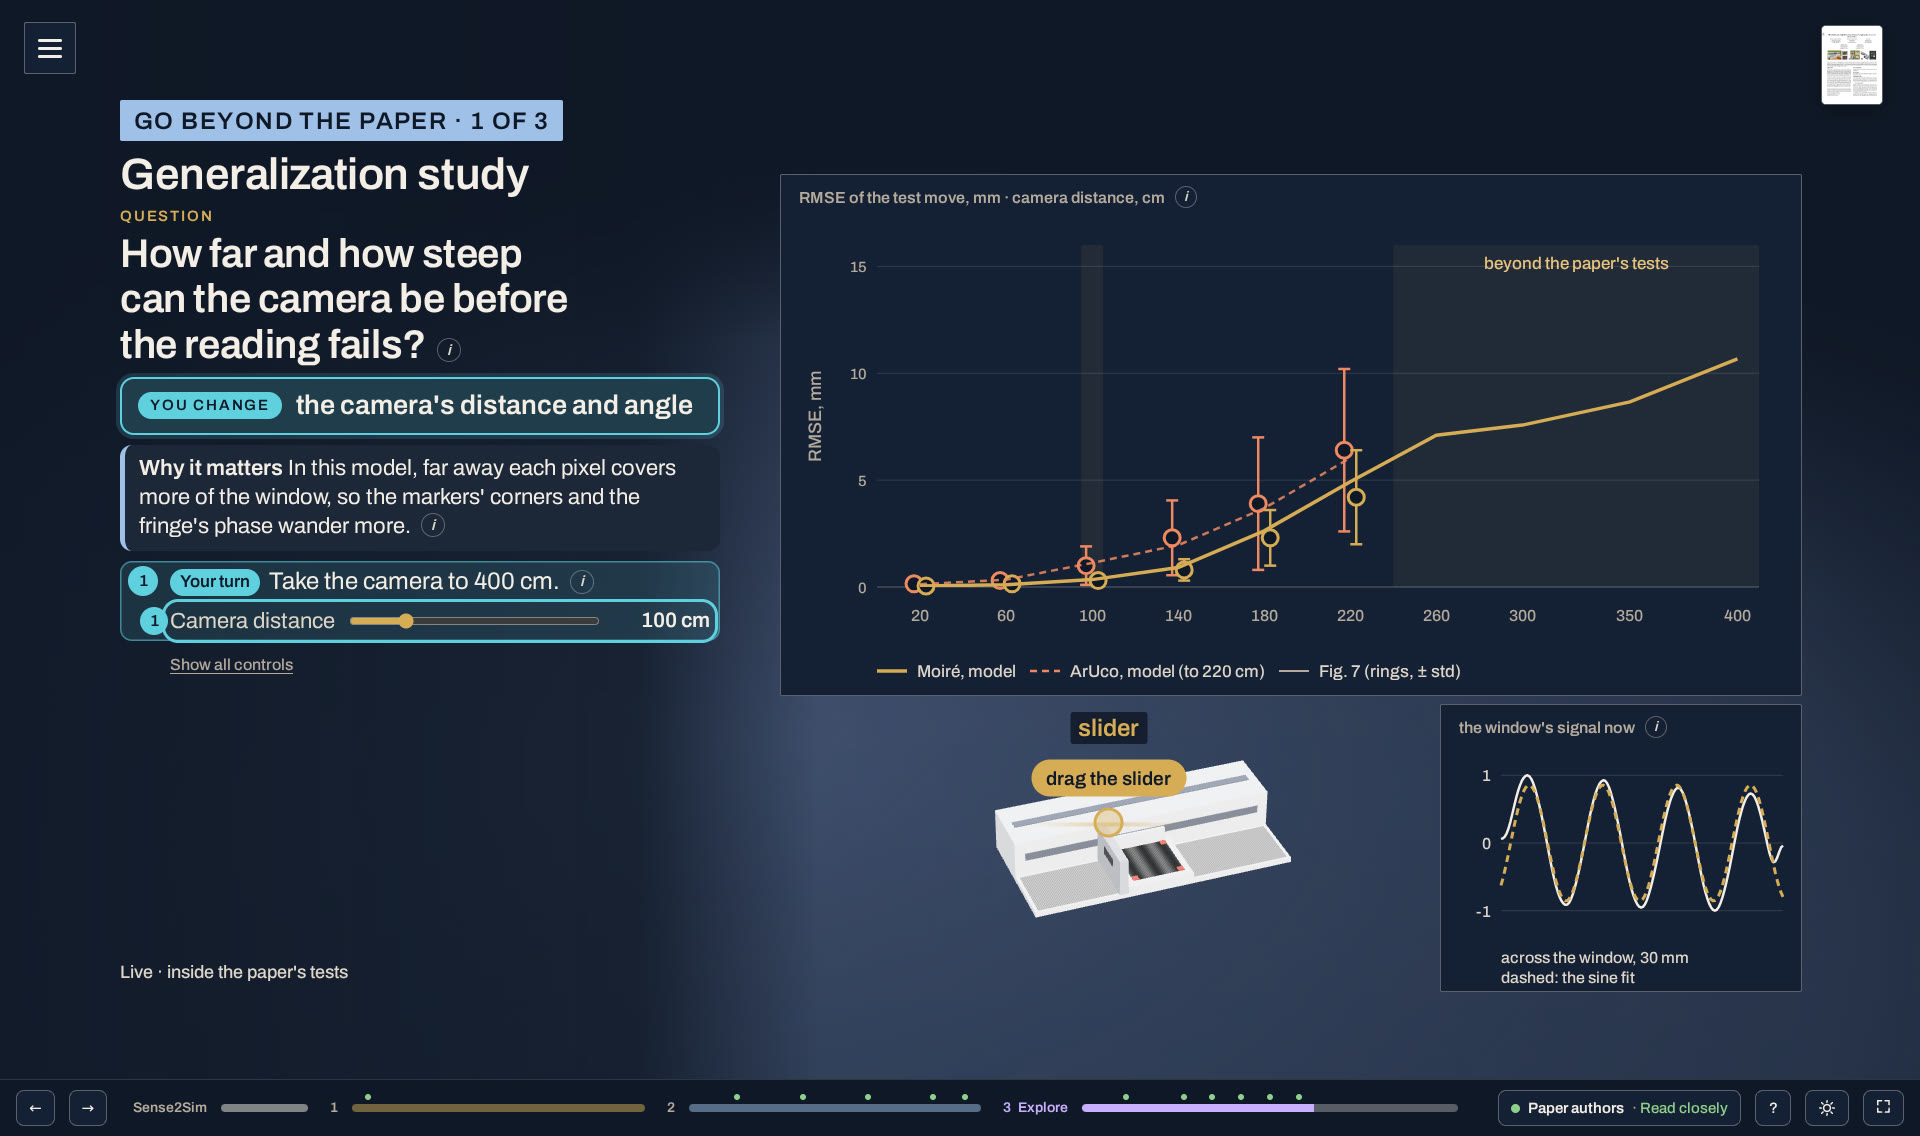 GO BEYOND THE PAPER · 1 OF 3
Generalization study
QUESTION
How far and how steep
can the camera be before
the reading fails? i
YOU CHANGE the camera's distance and angle
Why it matters In this model, far away each pixel covers
more of the window, so the markers' corners and the
fringe's phase wander more. i
1 Your turn Take the camera to 400 cm. i
1 Camera distance 100 cm
Show all controls
Live · inside the paper's tests
RMSE of the test move, mm · camera distance, cm i
beyond the paper's tests
15
10
5
0
RMSE, mm
20 60 100 140 180 220 260 300 350 400
Moiré, model ArUco, model (to 220 cm) Fig. 7 (rings, ± std)
slider
drag the slider
the window's signal now i
1
0
-1
across the window, 30 mm
dashed: the sine fit
← → Sense2Sim 1 2 3 Explore Paper authors · Read closely ?